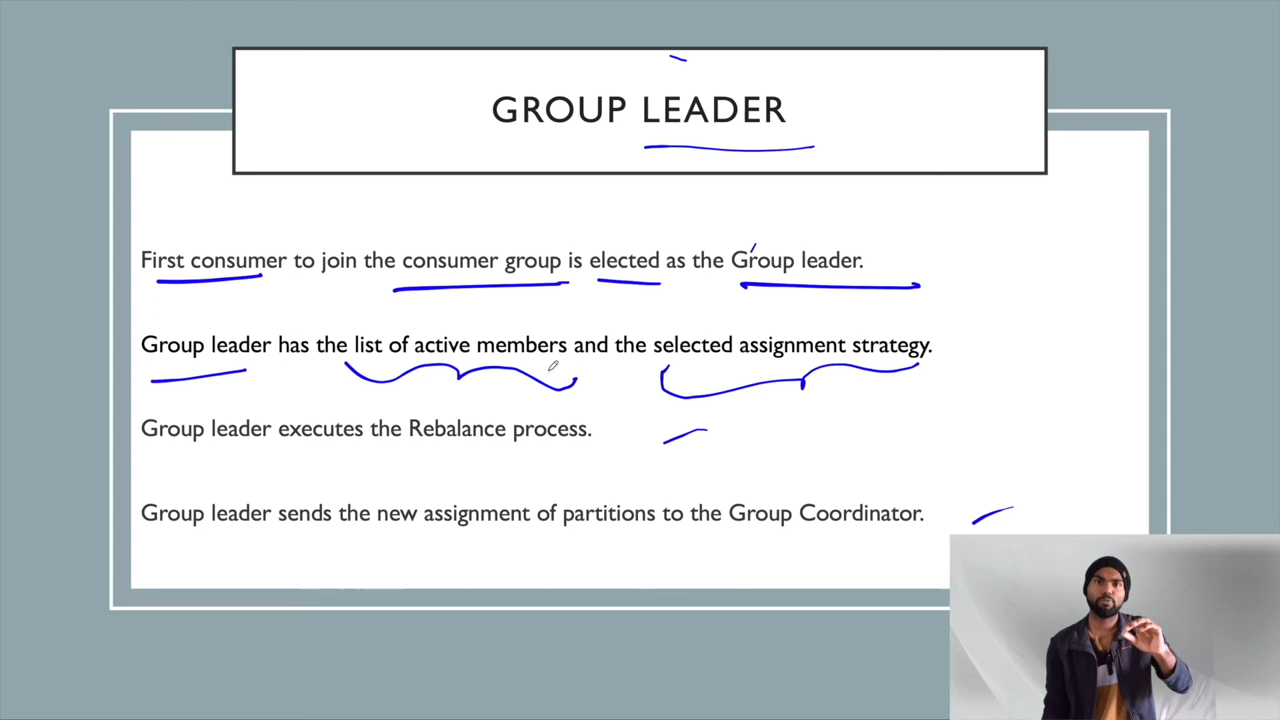 GROUP LEADER
First consumer to join the consumer group is elected as the Group leader.
Group leader has the list of active members and the selected assignment strategy.
Group leader executes the Rebalance process.
Group leader sends the new assignment of partitions to the Group Coordinator.